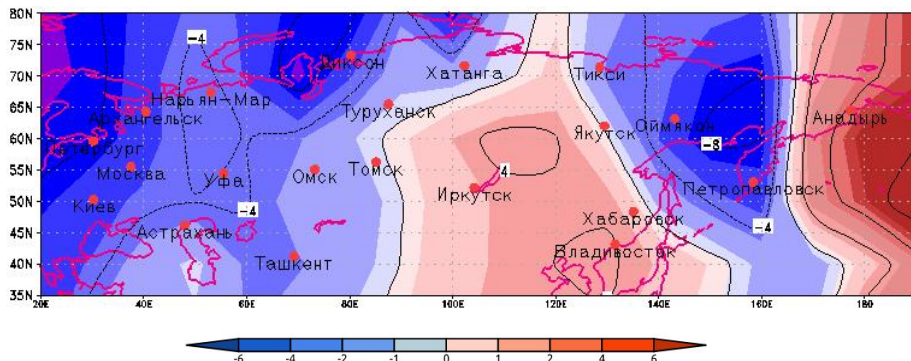 80N
75N
-4
Диксон
Хатанга
Тикси
70N
Нарьян-Мар
65N
Архангельск
Туруханск
Якутск
Оймякон
Анадырь
60N
-8
Москва
55N
Уфа
Омск
Томск
4
Иркутск
Петропавловск
50N
Киев
-4
Хабаровск
-4
45N
Астрахань
Владивосток
40N
Ташкент
35N
20E 40E 60E 80E 100E 120E 140E 160E 180
-6 -4 -2 -1 0 1 2 4 6